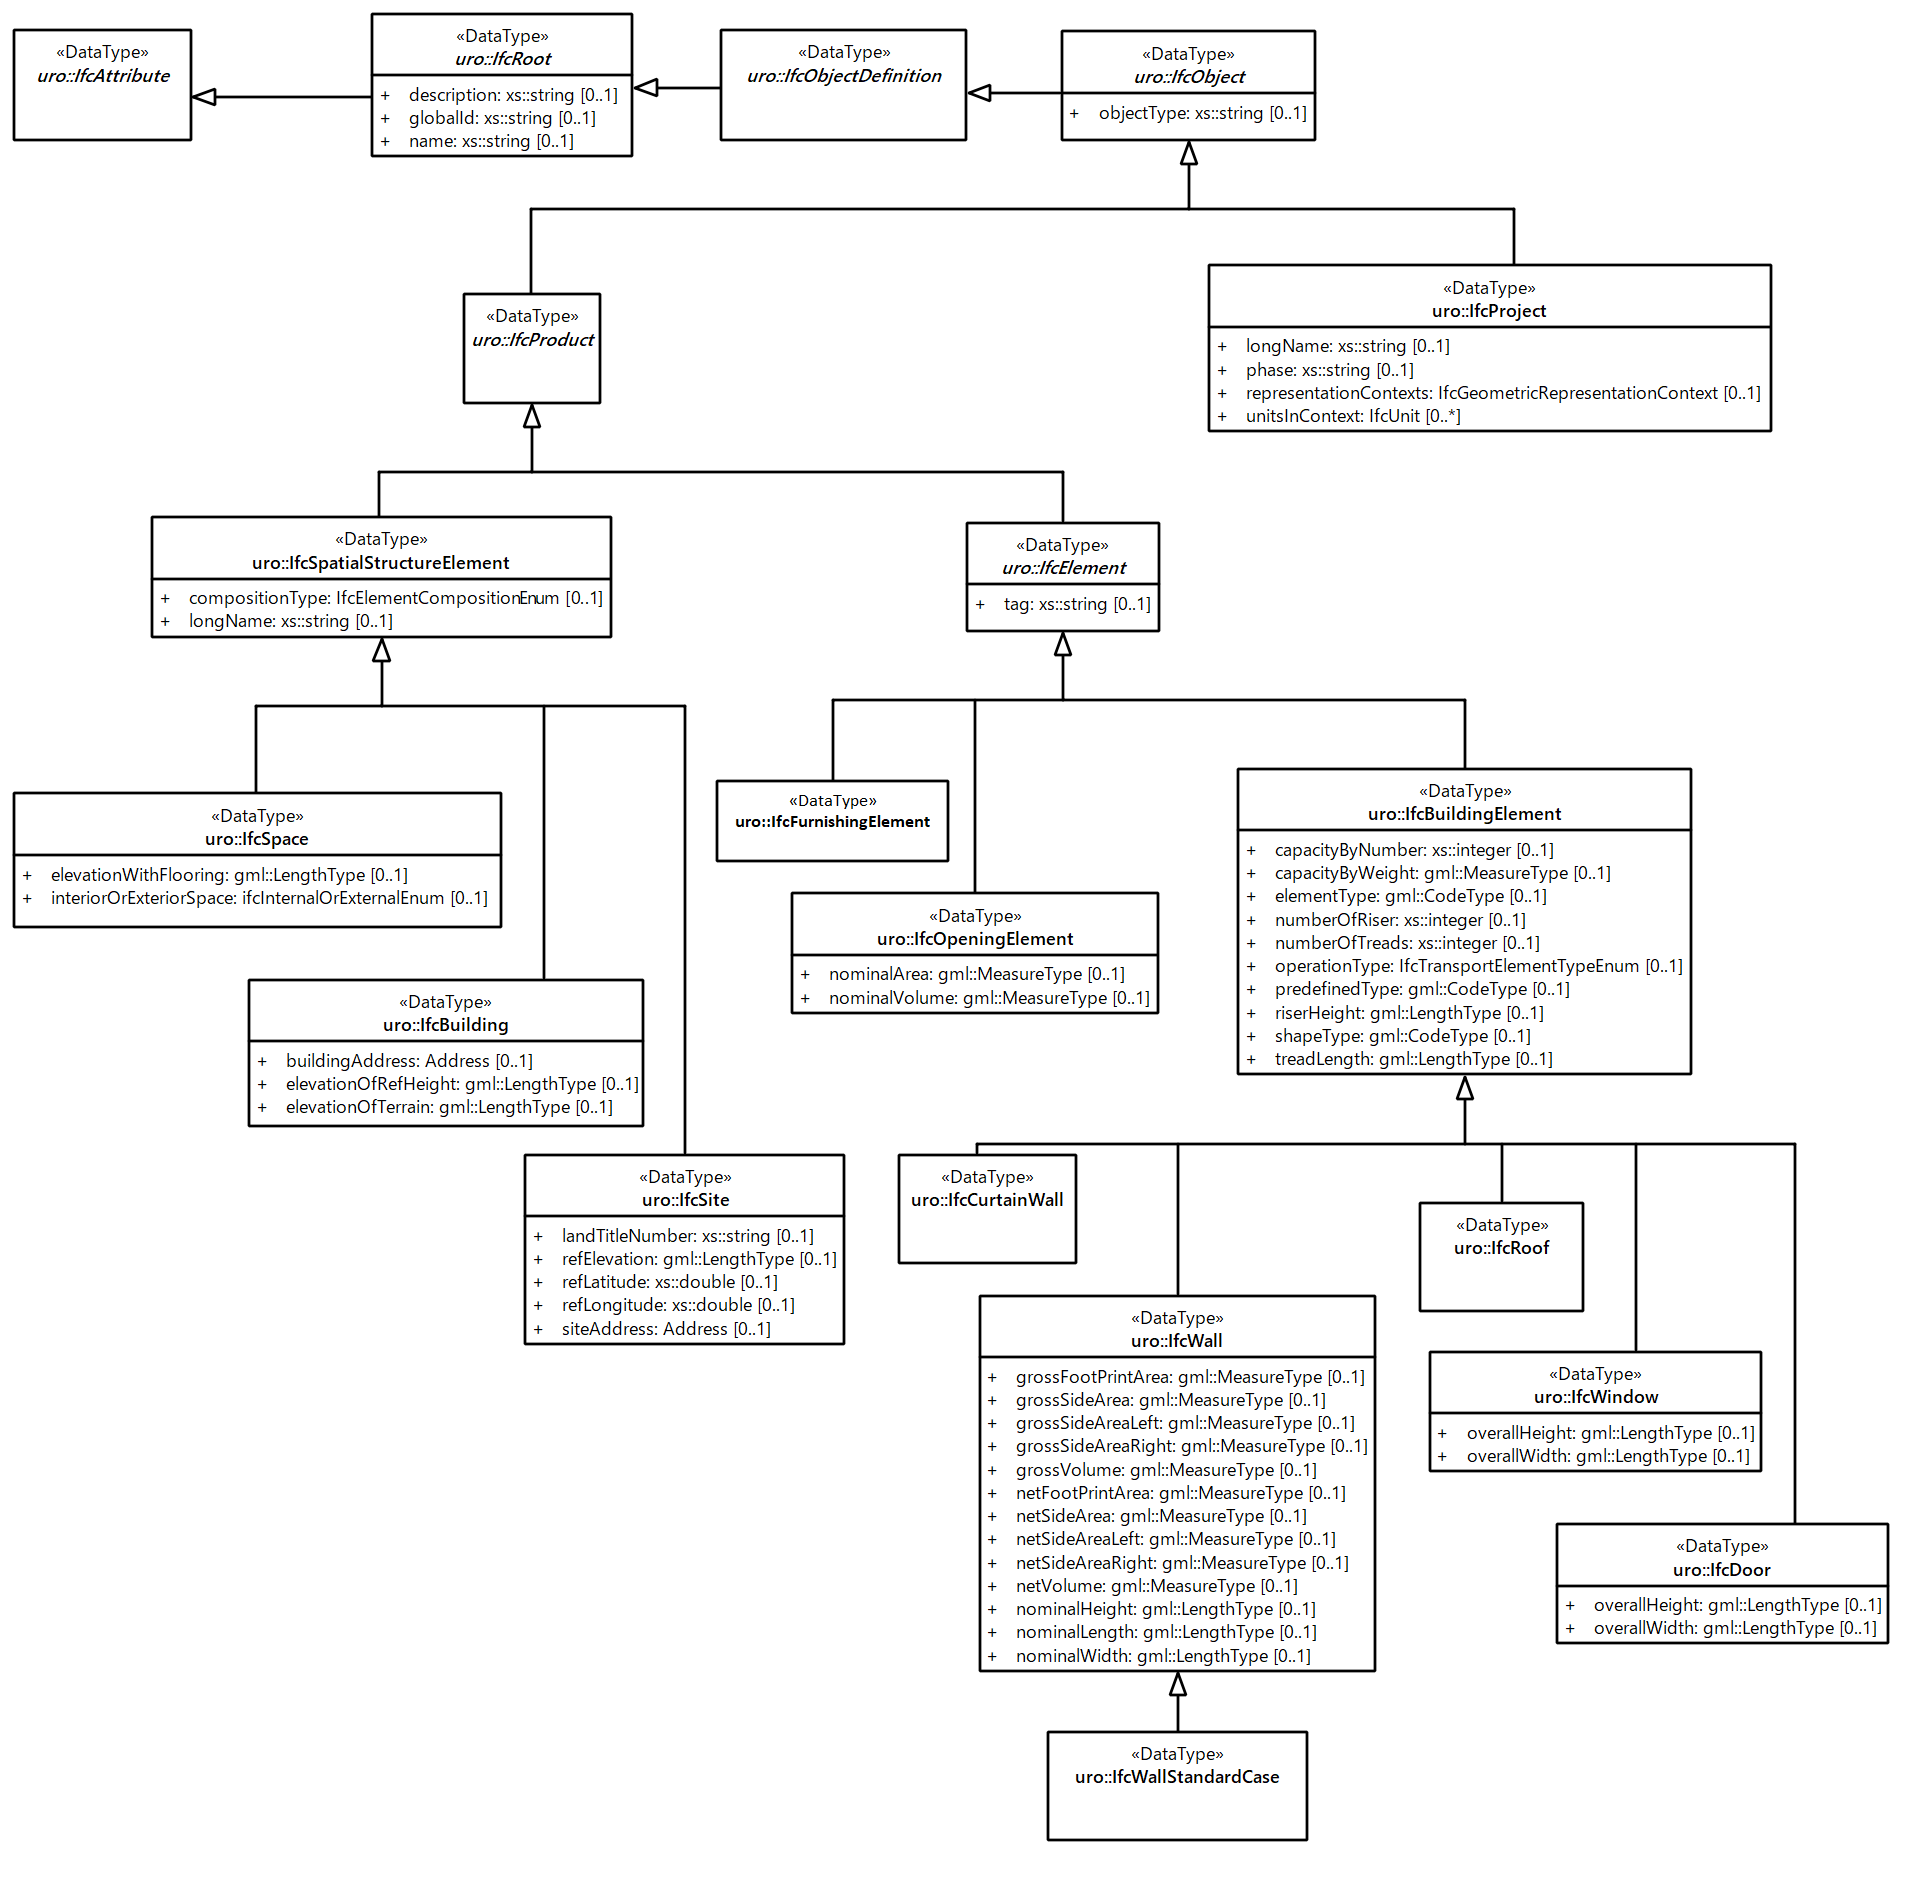 «DataType»
uro::IfcAttribute
«DataType»
uro::IfcRoot
+ description: xs::string [0..1]
+ globalId: xs::string [0..1]
+ name: xs::string [0..1]
«DataType»
uro::IfcObjectDefinition
«DataType»
uro::IfcObject
+ objectType: xs::string [0..1]
«DataType»
uro::IfcProduct
«DataType»
uro::IfcProject
+ longName: xs::string [0..1]
+ phase: xs::string [0..1]
+ representationContexts: IfcGeometricRepresentationContext [0..1]
+ unitsInContext: IfcUnit [0..*]
«DataType»
uro::IfcSpatialStructureElement
+ compositionType: IfcElementCompositionEnum [0..1]
+ longName: xs::string [0..1]
«DataType»
uro::IfcElement
+ tag: xs::string [0..1]
«DataType»
uro::IfcSpace
+ elevationWithFlooring: gml::LengthType [0..1]
+ interiorOrExteriorSpace: ifcInternalOrExternalEnum [0..1]
«DataType»
uro::IfcFurnishingElement
«DataType»
uro::IfcBuildingElement
+ capacityByNumber: xs::integer [0..1]
+ capacityByWeight: gml::MeasureType [0..1]
+ elementType: gml::CodeType [0..1]
+ numberOfRiser: xs::integer [0..1]
+ numberOfTreads: xs::integer [0..1]
+ operationType: IfcTransportElementTypeEnum [0..1]
+ predefinedType: gml::CodeType [0..1]
+ riserHeight: gml::LengthType [0..1]
+ shapeType: gml::CodeType [0..1]
+ treadLength: gml::LengthType [0..1]
«DataType»
uro::IfcOpeningElement
+ nominalArea: gml::MeasureType [0..1]
+ nominalVolume: gml::MeasureType [0..1]
«DataType»
uro::IfcBuilding
+ buildingAddress: Address [0..1]
+ elevationOfRefHeight: gml::LengthType [0..1]
+ elevationOfTerrain: gml::LengthType [0..1]
«DataType»
uro::IfcSite
+ landTitleNumber: xs::string [0..1]
+ refElevation: gml::LengthType [0..1]
+ refLatitude: xs::double [0..1]
+ refLongitude: xs::double [0..1]
+ siteAddress: Address [0..1]
«DataType»
uro::IfcCurtainWall
«DataType»
uro::IfcRoof
«DataType»
uro::IfcWall
+ grossFootPrintArea: gml::MeasureType [0..1]
+ grossSideArea: gml::MeasureType [0..1]
+ grossSideAreaLeft: gml::MeasureType [0..1]
+ grossSideAreaRight: gml::MeasureType [0..1]
+ grossVolume: gml::MeasureType [0..1]
+ netFootPrintArea: gml::MeasureType [0..1]
+ netSideArea: gml::MeasureType [0..1]
+ netSideAreaLeft: gml::MeasureType [0..1]
+ netSideAreaRight: gml::MeasureType [0..1]
+ netVolume: gml::MeasureType [0..1]
+ nominalHeight: gml::LengthType [0..1]
+ nominalLength: gml::LengthType [0..1]
+ nominalWidth: gml::LengthType [0..1]
«DataType»
uro::IfcWindow
+ overallHeight: gml::LengthType [0..1]
+ overallWidth: gml::LengthType [0..1]
«DataType»
uro::IfcDoor
+ overallHeight: gml::LengthType [0..1]
+ overallWidth: gml::LengthType [0..1]
«DataType»
uro::IfcWallStandardCase